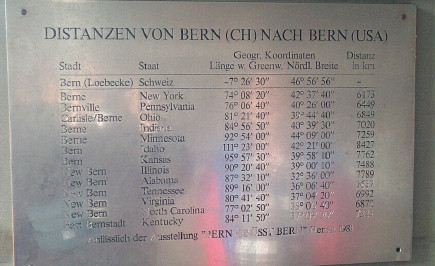 DISTANZEN VON BERN (CH) NACH BERN (USA)
Geogr. Koordinaten Distanz
Stadt Staat Länge w. Greenw. Nördl. Breite in km
Bern (Loebecke) Schweiz -7° 26' 30" 46° 56' 56" -
Berne New York 74° 08' 20" 42° 37' 40" 6173
Bernville Pennsylvania 76° 06' 40" 40° 26' 00" 6449
Carlisle/Berne Ohio 81° 21' 40" 39° 44' 40" 6849
Berne Indiana 84° 56' 50" 40° 39' 30" 7020
Berne Minnesota 92° 54' 00" 44° 09' 00" 7259
Bern Idaho 111° 23' 00" 42° 21' 00" 8427
Bern Kansas 95° 57' 30" 39° 58' 10" 7762
New Bern Illinois 90° 20' 40" 39° 00' 10" 7488
New Bern Alabama 87° 32' 10" 32° 36' 00" 7789
New Bern Tennessee 89° 16' 00" 36° 06' 40"
New Bern Virginia 80° 41' 40" 37° 04' 20" 6992
New Bern North Carolina 77° 02' 50" 40"
Bernstadt Kentucky 84° 11' 50"
der Ausstellung